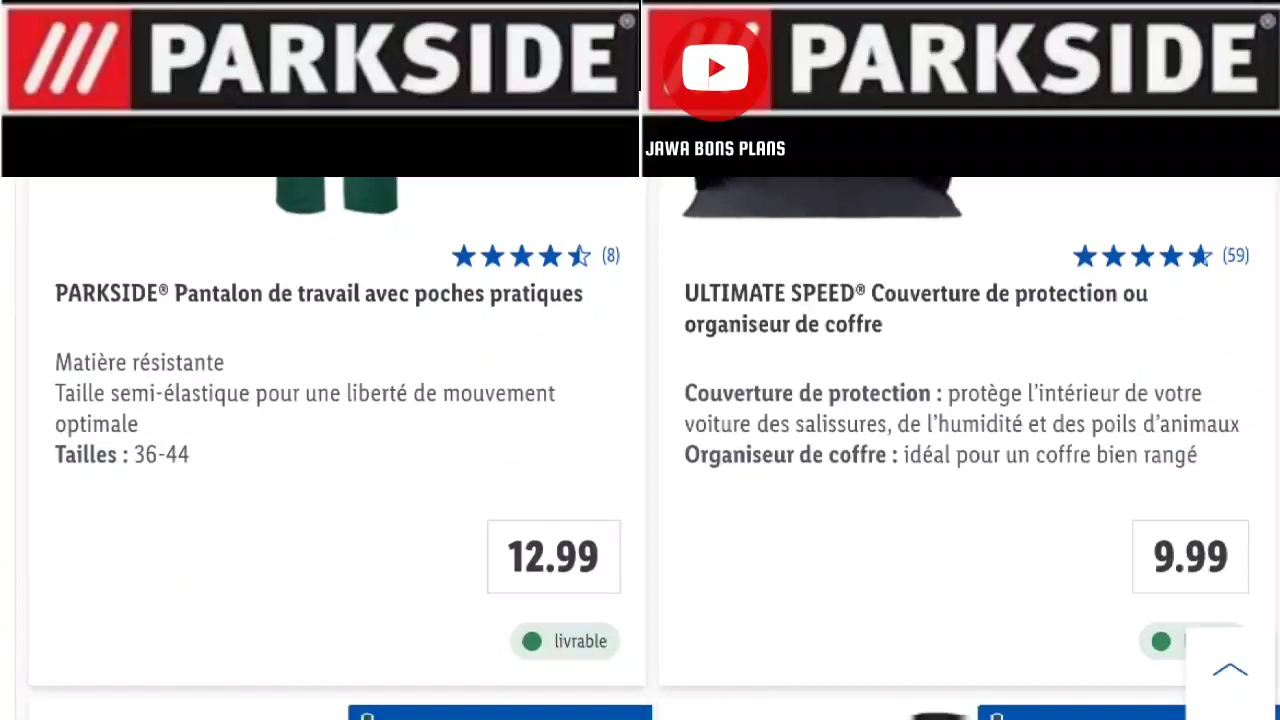 PARKSIDE®
PARKSIDE®
JAWA BONS PLANS
(8)
PARKSIDE® Pantalon de travail avec poches pratiques
Matière résistante
Taille semi-élastique pour une liberté de mouvement
optimale
Tailles : 36-44
12.99
livrable
(59)
ULTIMATE SPEED® Couverture de protection ou
organiseur de coffre
Couverture de protection : protège l’intérieur de votre
voiture des salissures, de l’humidité et des poils d’animaux
Organiseur de coffre : idéal pour un coffre bien rangé
9.99